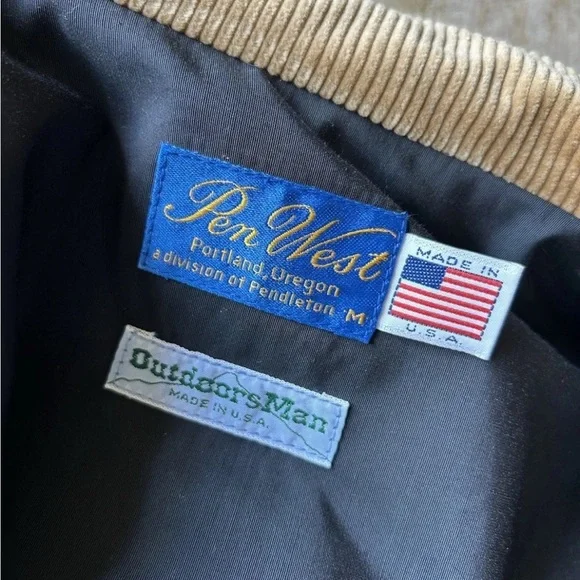 Pen West
Portland, Oregon
a division of Pendleton
M
MADE IN
U.S.A.
OutdoorsMan
MADE IN U.S.A.